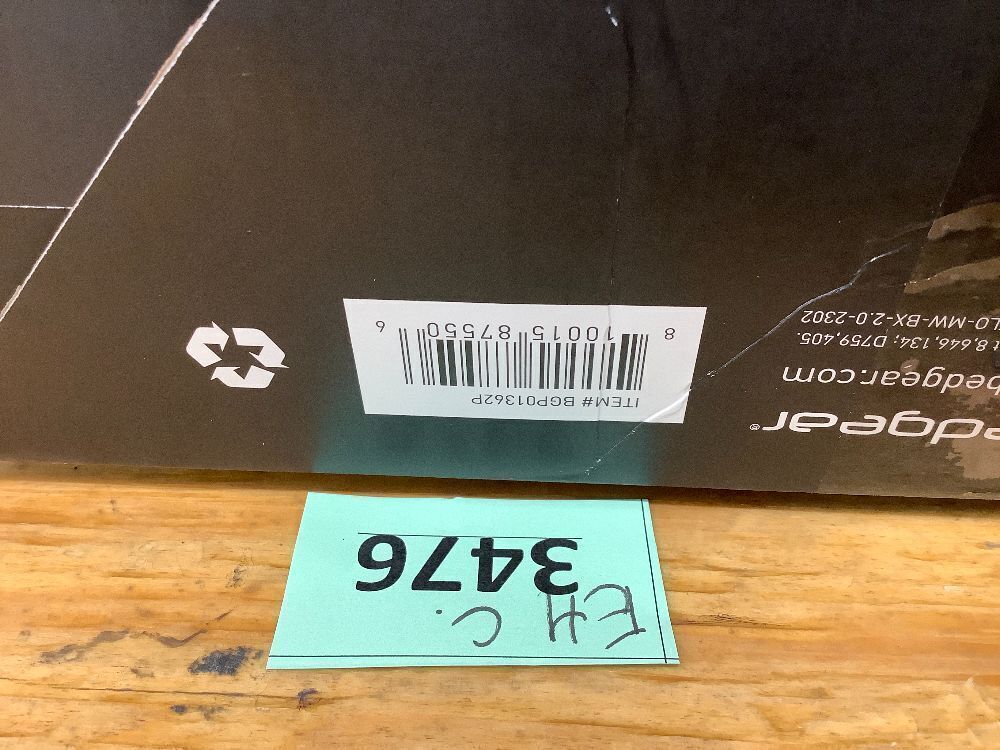 EH C.
3476
edgear®
bedgear.com
t 8,646,134; D759,405.
LO-MW-BX-2.0-2302
ITEM# BGP01362P
8 10015 87550 6